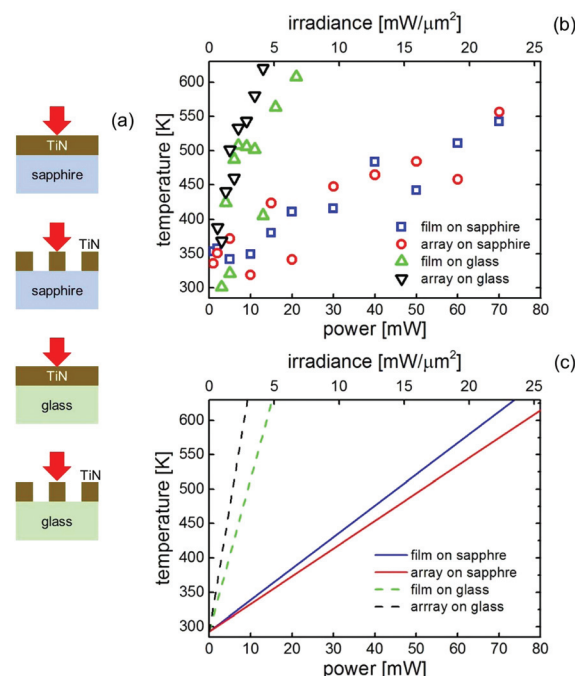 (a)
TiN
sapphire
TiN
sapphire
TiN
glass
TiN
glass
irradiance [mW/μm²]
(b)
0 5 10 15 20 25
temperature [K]
600
550
500
450
400
350
300
film on sapphire
array on sapphire
film on glass
array on glass
0 10 20 30 40 50 60 70 80
power [mW]
irradiance [mW/μm²]
(c)
0 5 10 15 20 25
temperature [K]
600
550
500
450
400
350
300
film on sapphre
array on sapphre
film on glass
arrray on glass
0 10 20 30 40 50 60 70 80
power [mW]